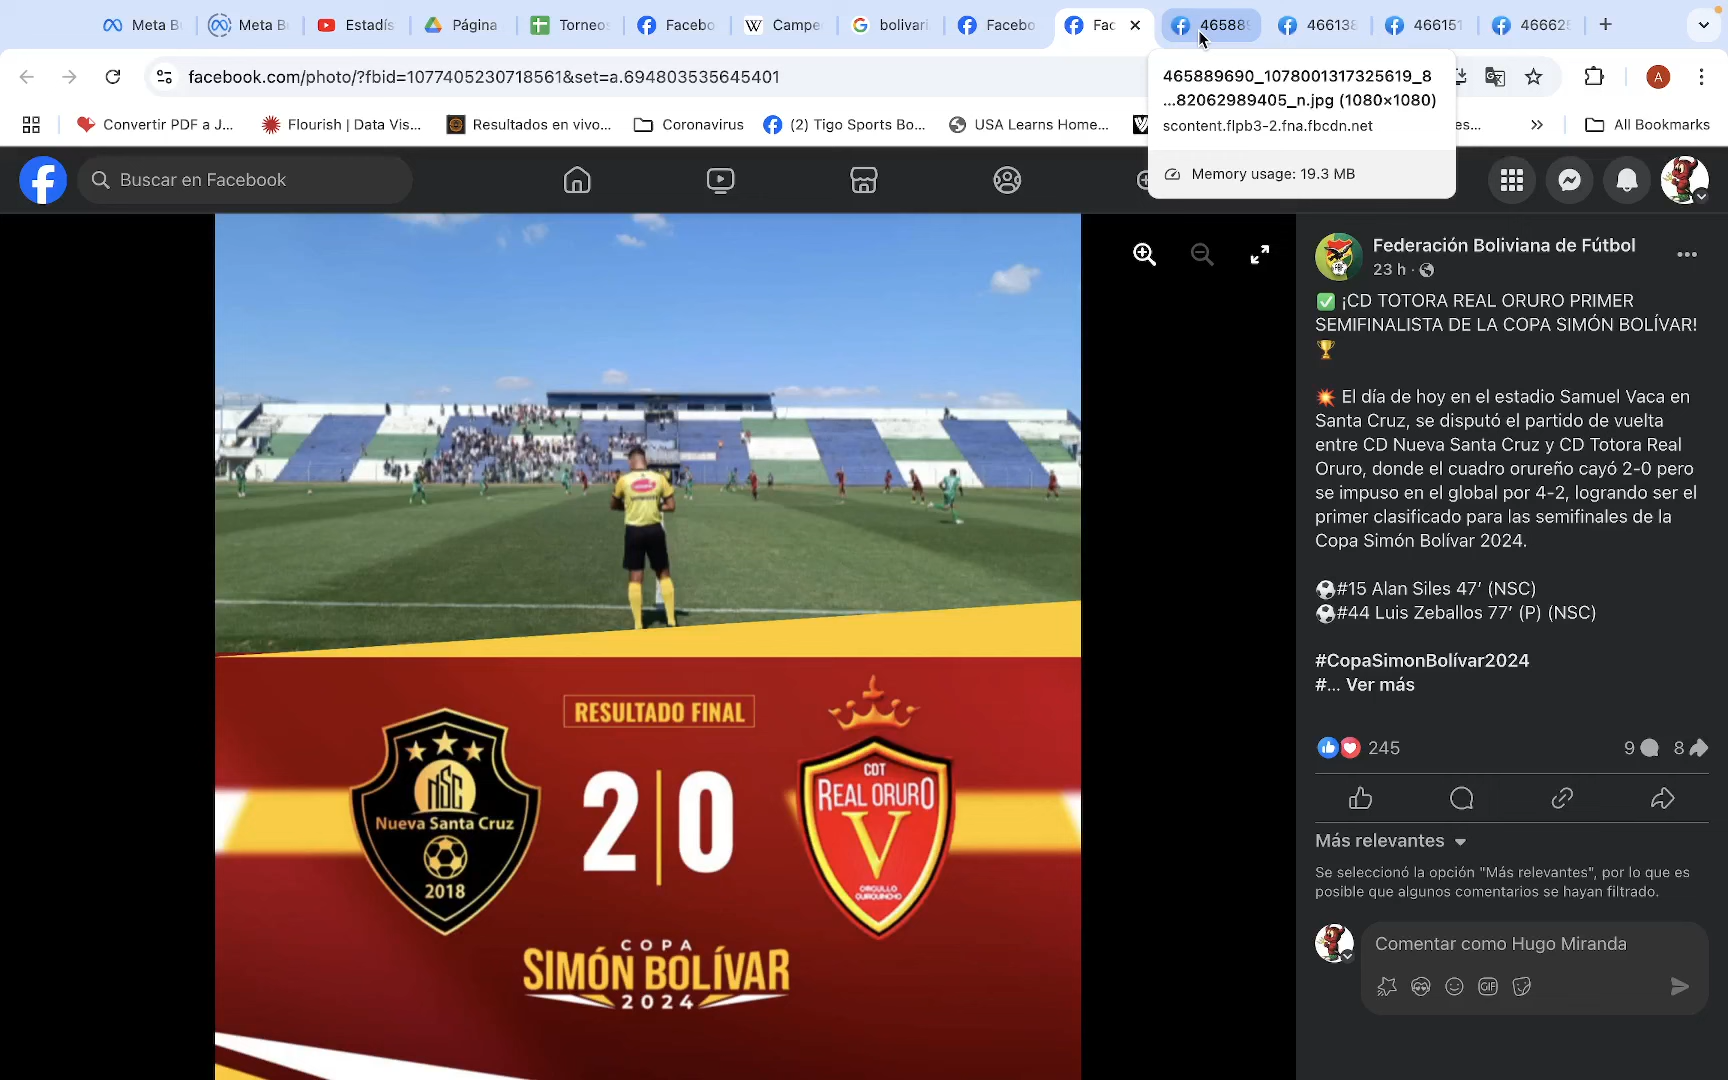 Meta B
Meta B
Estadís
Página
Torneos
Facebo
Campe
bolivari
Facebo
Fac
46588
466138
466151
46662
facebook.com/photo/?fbid=1077405230718561&set=a.694803535645401
A
465889690_1078001317325619_8
...82062989405_n.jpg (1080×1080)
scontent.flpb3-2.fna.fbcdn.net
Memory usage: 19.3 MB
Convertir PDF a J...
Flourish | Data Vis...
Resultados en vivo...
Coronavirus
(2) Tigo Sports Bo...
USA Learns Home...
es...
All Bookmarks
Buscar en Facebook
Federación Boliviana de Fútbol
23 h ·
✅ ¡CD TOTORA REAL ORURO PRIMER
SEMIFINALISTA DE LA COPA SIMÓN BOLÍVAR!
🏆
💥 El día de hoy en el estadio Samuel Vaca en
Santa Cruz, se disputó el partido de vuelta
entre CD Nueva Santa Cruz y CD Totora Real
Oruro, donde el cuadro orureño cayó 2-0 pero
se impuso en el global por 4-2, logrando ser el
primer clasificado para las semifinales de la
Copa Simón Bolívar 2024.
⚽#15 Alan Siles 47’ (NSC)
⚽#44 Luis Zeballos 77’ (P) (NSC)
#CopaSimonBolívar2024
#... Ver más
245
9
8
Más relevantes
Se seleccionó la opción "Más relevantes", por lo que es
posible que algunos comentarios se hayan filtrado.
Comentar como Hugo Miranda
GIF
RESULTADO FINAL
2|0
NSC
Nueva Santa Cruz
2018
CDT
REAL ORURO
V
ORGULLO
QUIRQUINCHO
COPA
SIMÓN BOLÍVAR
2024